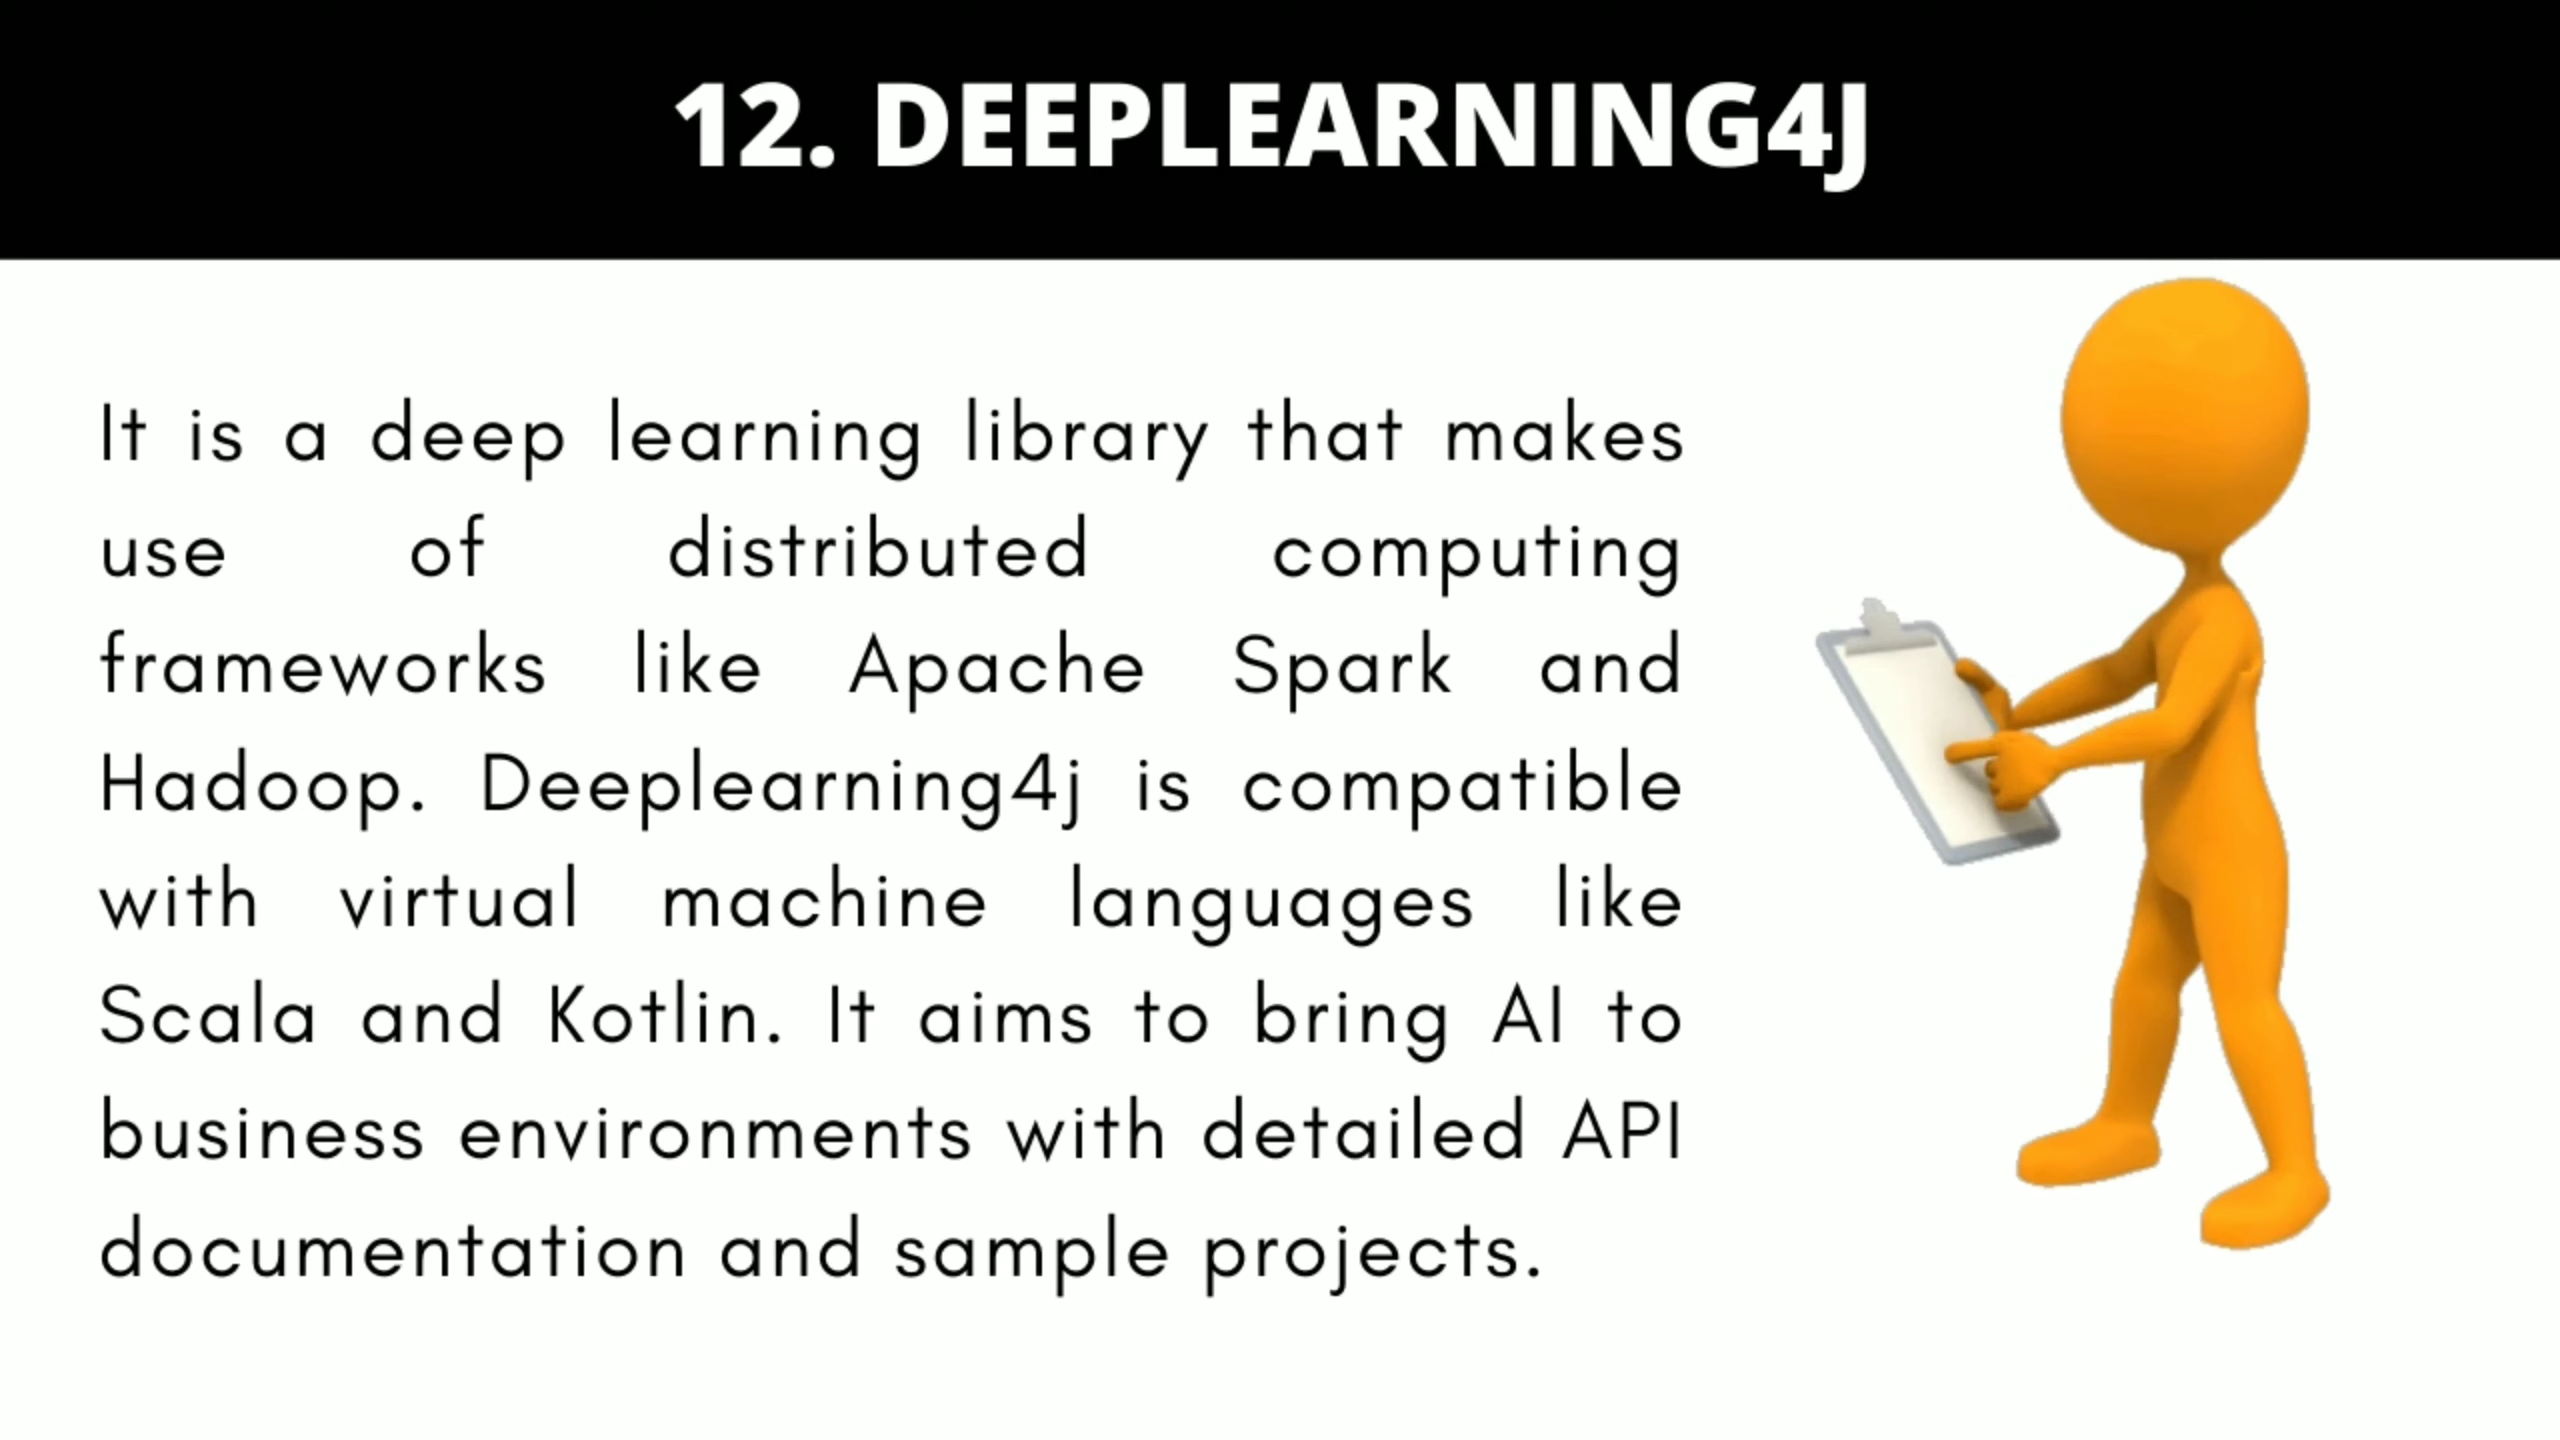 12. DEEPLEARNING4J
It is a deep learning library that makes
use of distributed computing
frameworks like Apache Spark and
Hadoop. Deeplearning4j is compatible
with virtual machine languages like
Scala and Kotlin. It aims to bring AI to
business environments with detailed API
documentation and sample projects.